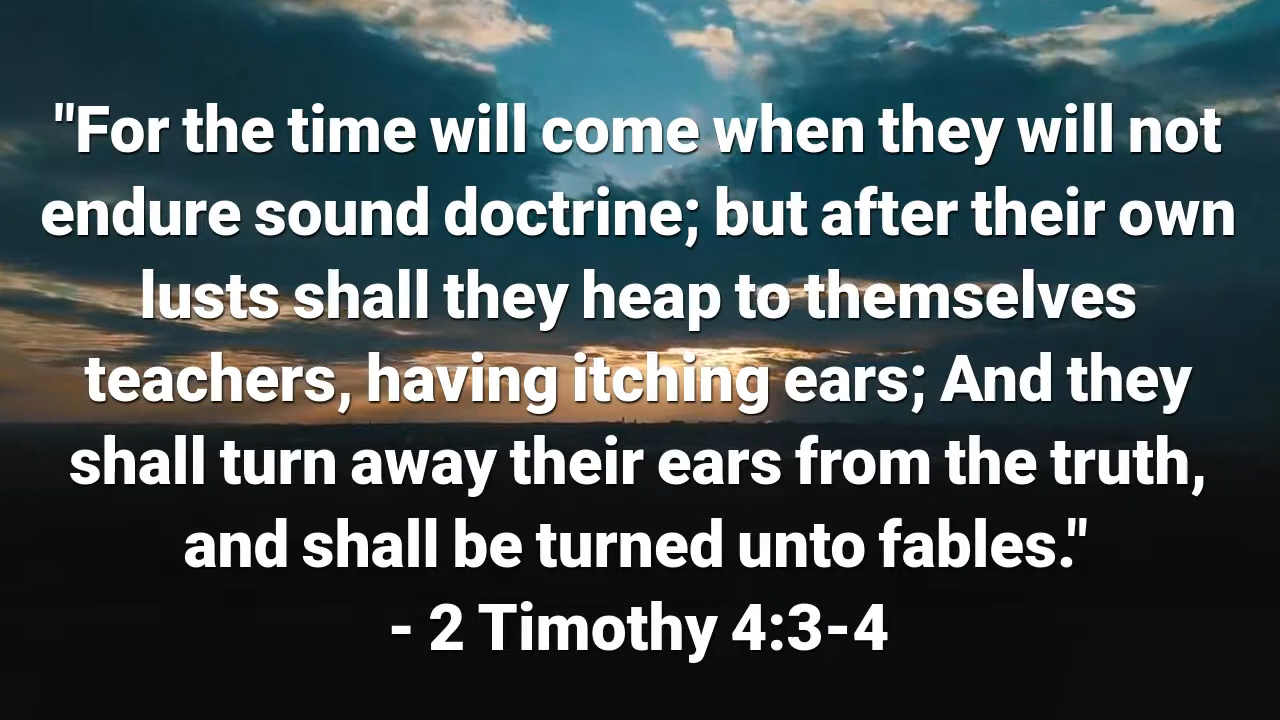 "For the time will come when they will not
endure sound doctrine; but after their own
lusts shall they heap to themselves
teachers, having itching ears; And they
shall turn away their ears from the truth,
and shall be turned unto fables."
- 2 Timothy 4:3-4